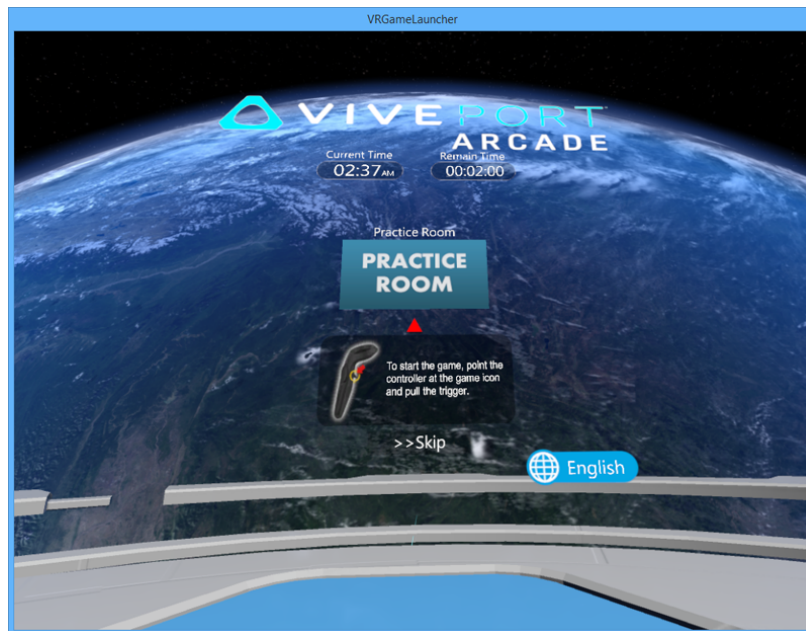 VRGameLauncher
VIVEPORT
ARCADE
Current Time
Remain Time
02:37AM
00:02:00
Practice Room
PRACTICE
ROOM
To start the game, point the
controller at the game icon
and pull the trigger.
>>Skip
English